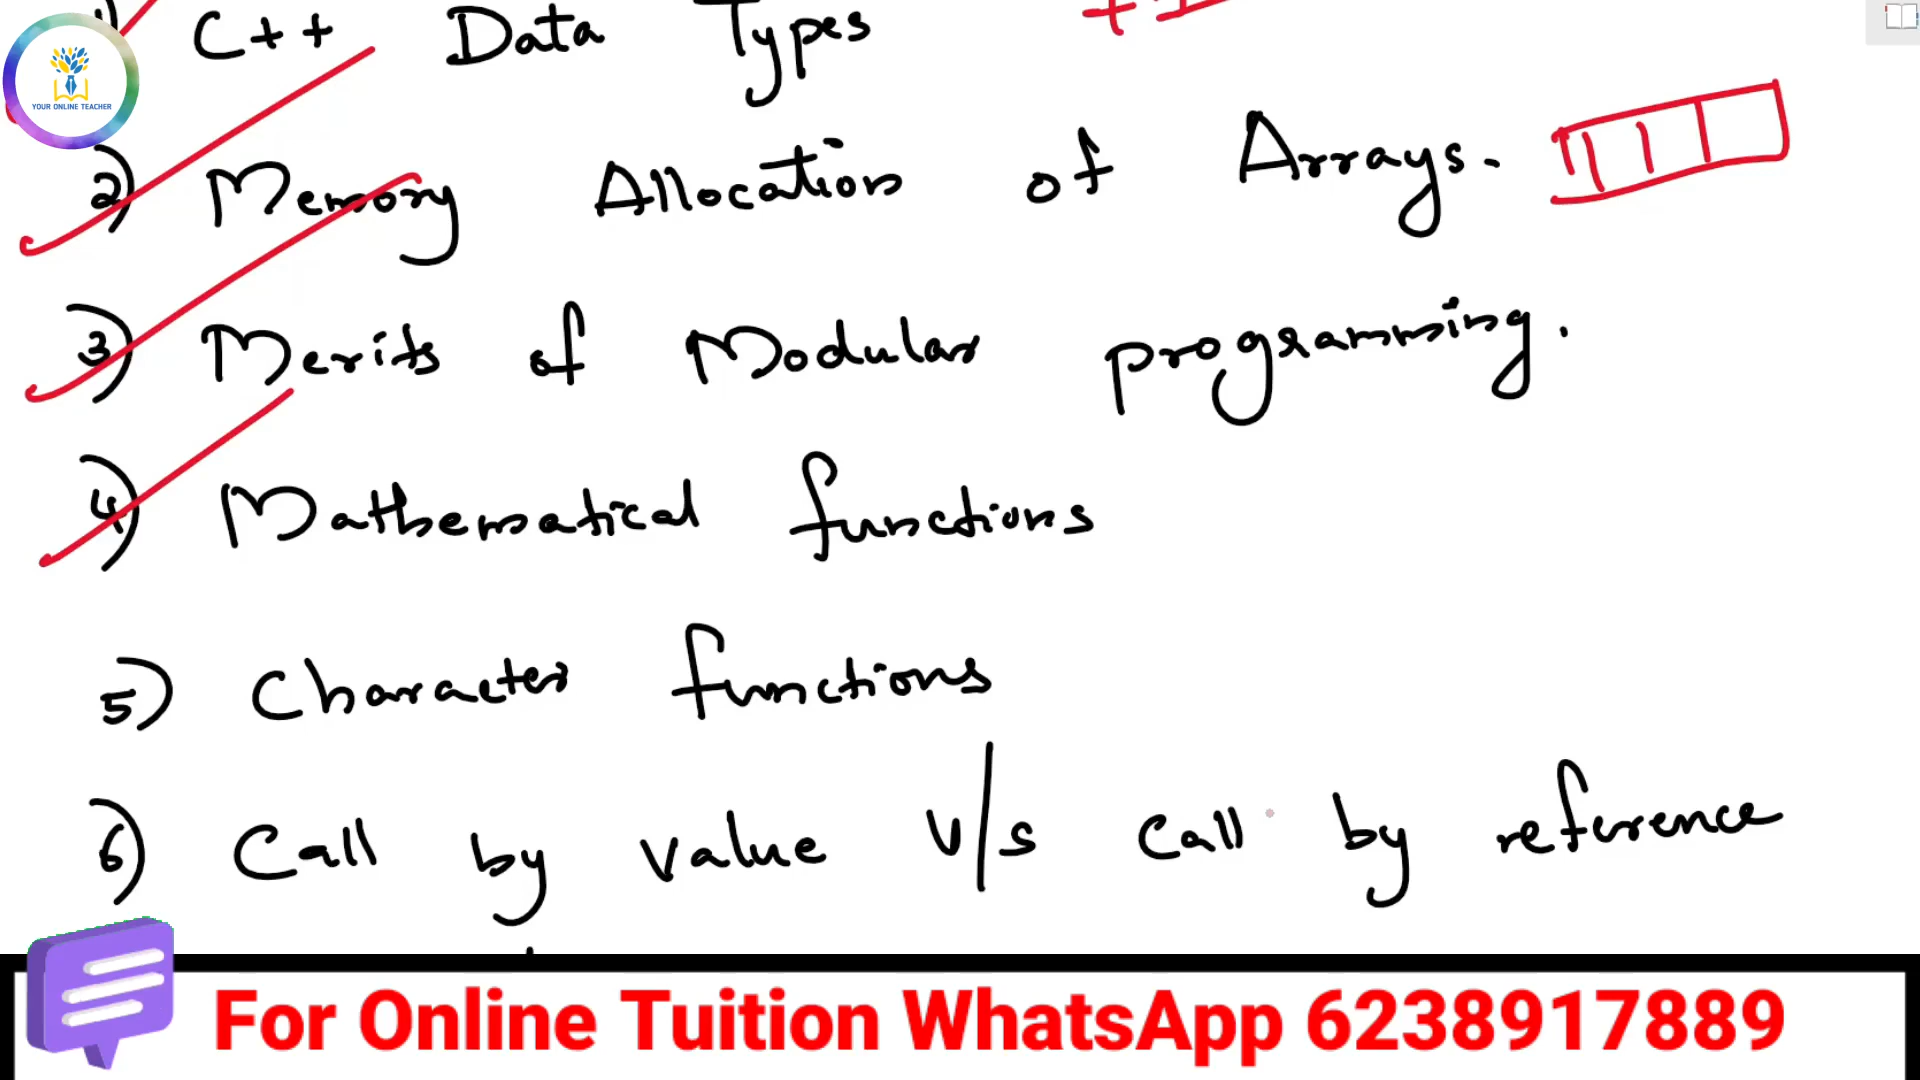 1) C++ Data Types
YOUR ONLINE TEACHER
2) Memory Allocation of Arrays.
3) Merits of Modular programming.
4) Mathematical functions
5) Character functions
6) Call by value v/s call by reference
For Online Tuition WhatsApp 6238917889